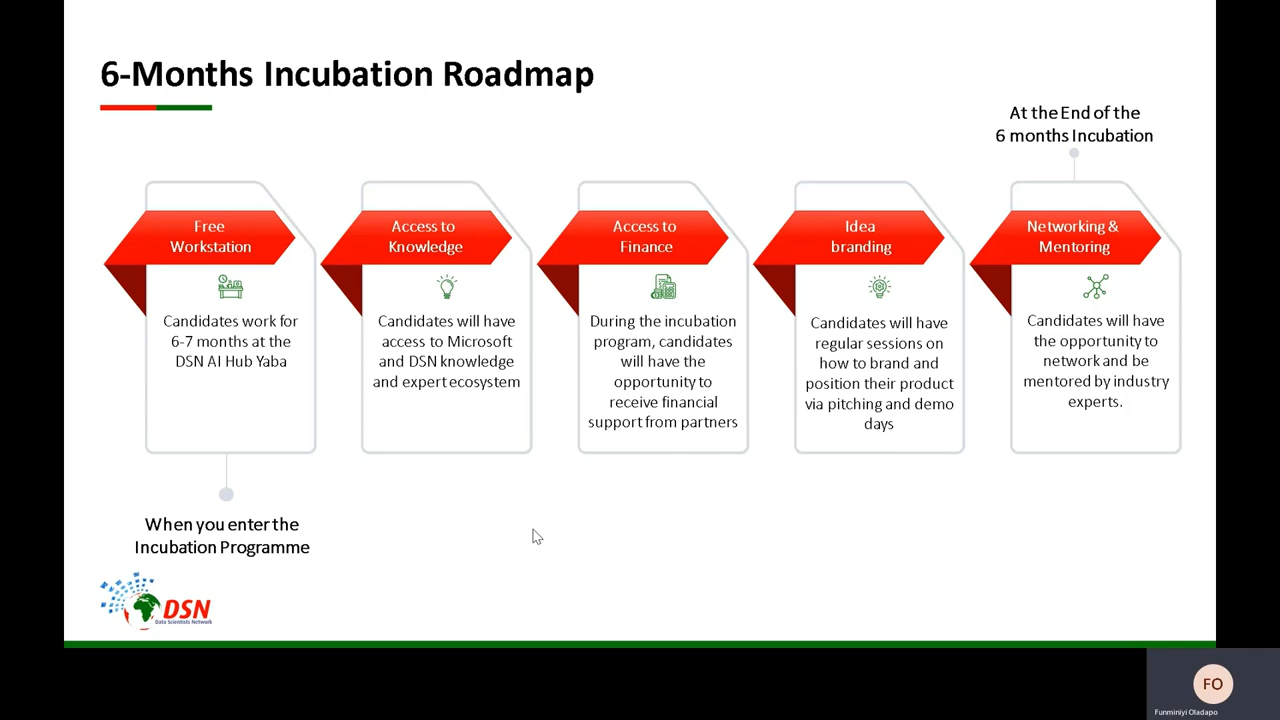 6-Months Incubation Roadmap
At the End of the
6 months Incubation
Free
Workstation
Candidates work for
6-7 months at the
DSN AI Hub Yaba
Access to
Knowledge
Candidates will have
access to Microsoft
and DSN knowledge
and expert ecosystem
Access to
Finance
During the incubation
program, candidates
will have the
opportunity to
receive financial
support from partners
Idea
branding
Candidates will have
regular sessions on
how to brand and
position their product
via pitching and demo
days
Networking &
Mentoring
Candidates will have
the opportunity to
network and be
mentored by industry
experts.
When you enter the
Incubation Programme
DSN
Data Scientists Network
FO
Funminiyi Oladapo